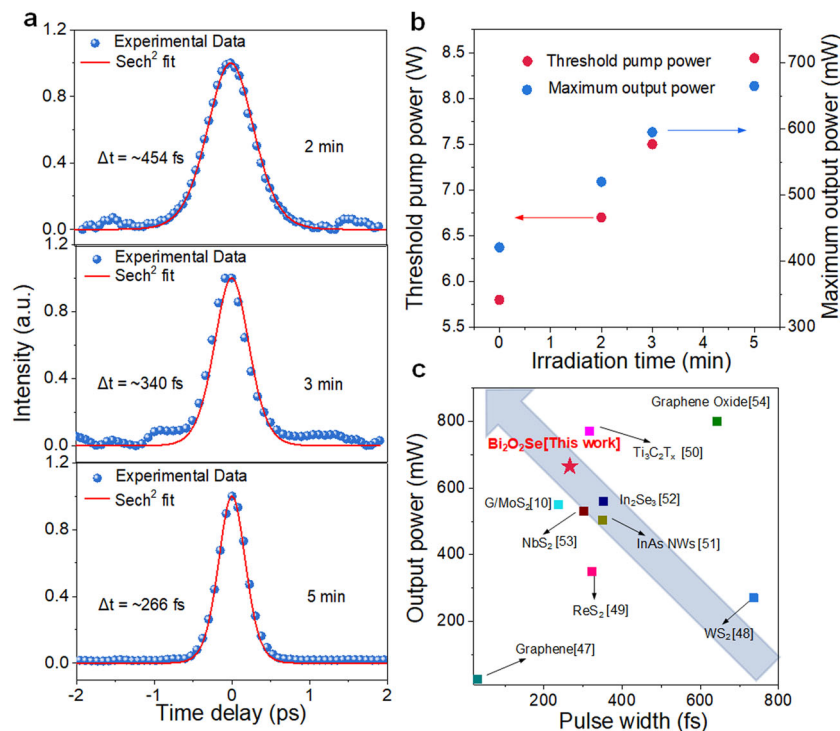 a
Experimental Data
Sech² fit
Δt = ~454 fs
2 min
1.0
0.8
0.4
0.0
1.2
Experimental Data
Sech² fit
Δt = ~340 fs
3 min
0.8
0.4
0.0
1.2
Experimental Data
Sech² fit
Δt = ~266 fs
5 min
0.8
0.4
0.0
-2 -1 0 1 2
Time delay (ps)
Intensity (a.u.)
b
Threshold pump power
Maximum output power
8.5
8.0
7.5
7.0
6.5
6.0
5.5
700
600
500
400
300
0 1 2 3 4 5
Irradiation time (min)
Threshold pump power (W)
Maximum output power (mW)
c
Graphene Oxide[54]
Bi₂O₂Se[This work]
Ti₃C₂Tₓ [50]
G/MoS₂[10]
In₂Se₃ [52]
NbS₂ [53]
InAs NWs [51]
ReS₂ [49]
WS₂ [48]
Graphene[47]
800
600
400
200
200 400 600 800
Pulse width (fs)
Output power (mW)